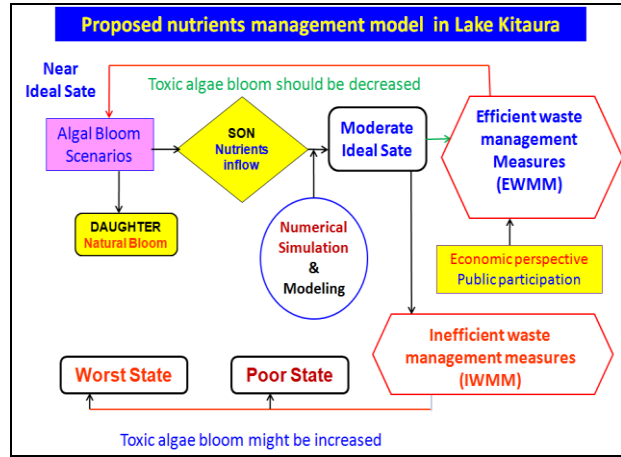 Proposed nutrients management model in Lake Kitaura
Near
Ideal Sate
Toxic algae bloom should be decreased
Algal Bloom
Scenarios
SON
Nutrients
inflow
Moderate
Ideal Sate
Efficient waste
management
Measures
(EWMM)
DAUGHTER
Natural Bloom
Numerical
Simulation
&
Modeling
Economic perspective
Public participation
Inefficient waste
management measures
(IWMM)
Worst State
Poor State
Toxic algae bloom might be increased